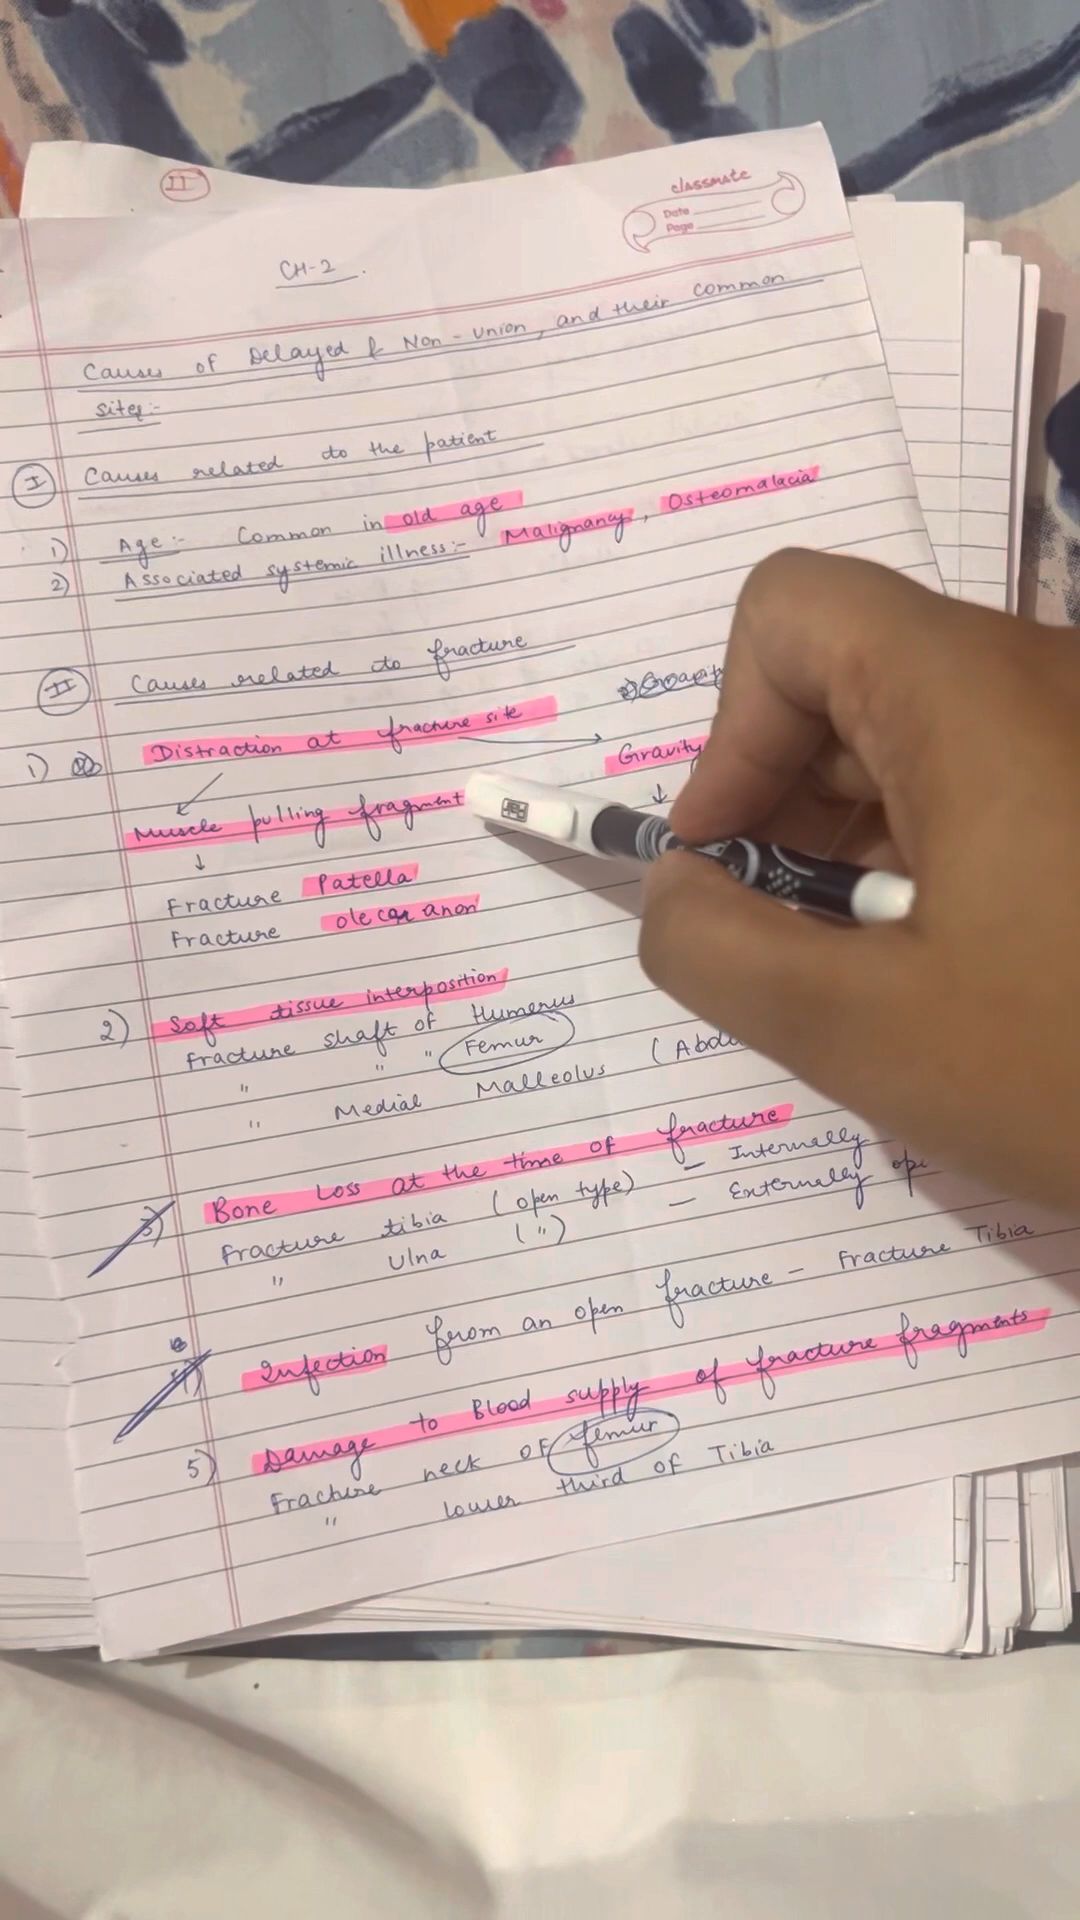 II
classmate
Date
Page
CH-2.
Causes of Delayed & Non-Union, and their common
sites:-
I Causes related to the patient
1) Age:- Common in old age
2) Associated systemic illness:- Malignancy, Osteomalacia
II Causes related to fracture
1) Distraction at fracture site → Gravity
↓
Muscle pulling fragment
↓
Fracture Patella
Fracture olecranon
2) Soft tissue interposition
Fracture shaft of Humerus
" " " Femur
" Medial Malleolus (Abdu
3) Bone Loss at the time of fracture
Fracture tibia (open type) - Internally
" Ulna (") - Externally
Infection from an open fracture - Fracture Tibia
5) Damage to Blood supply of fracture fragments
Fracture neck of femur
" lower third of Tibia